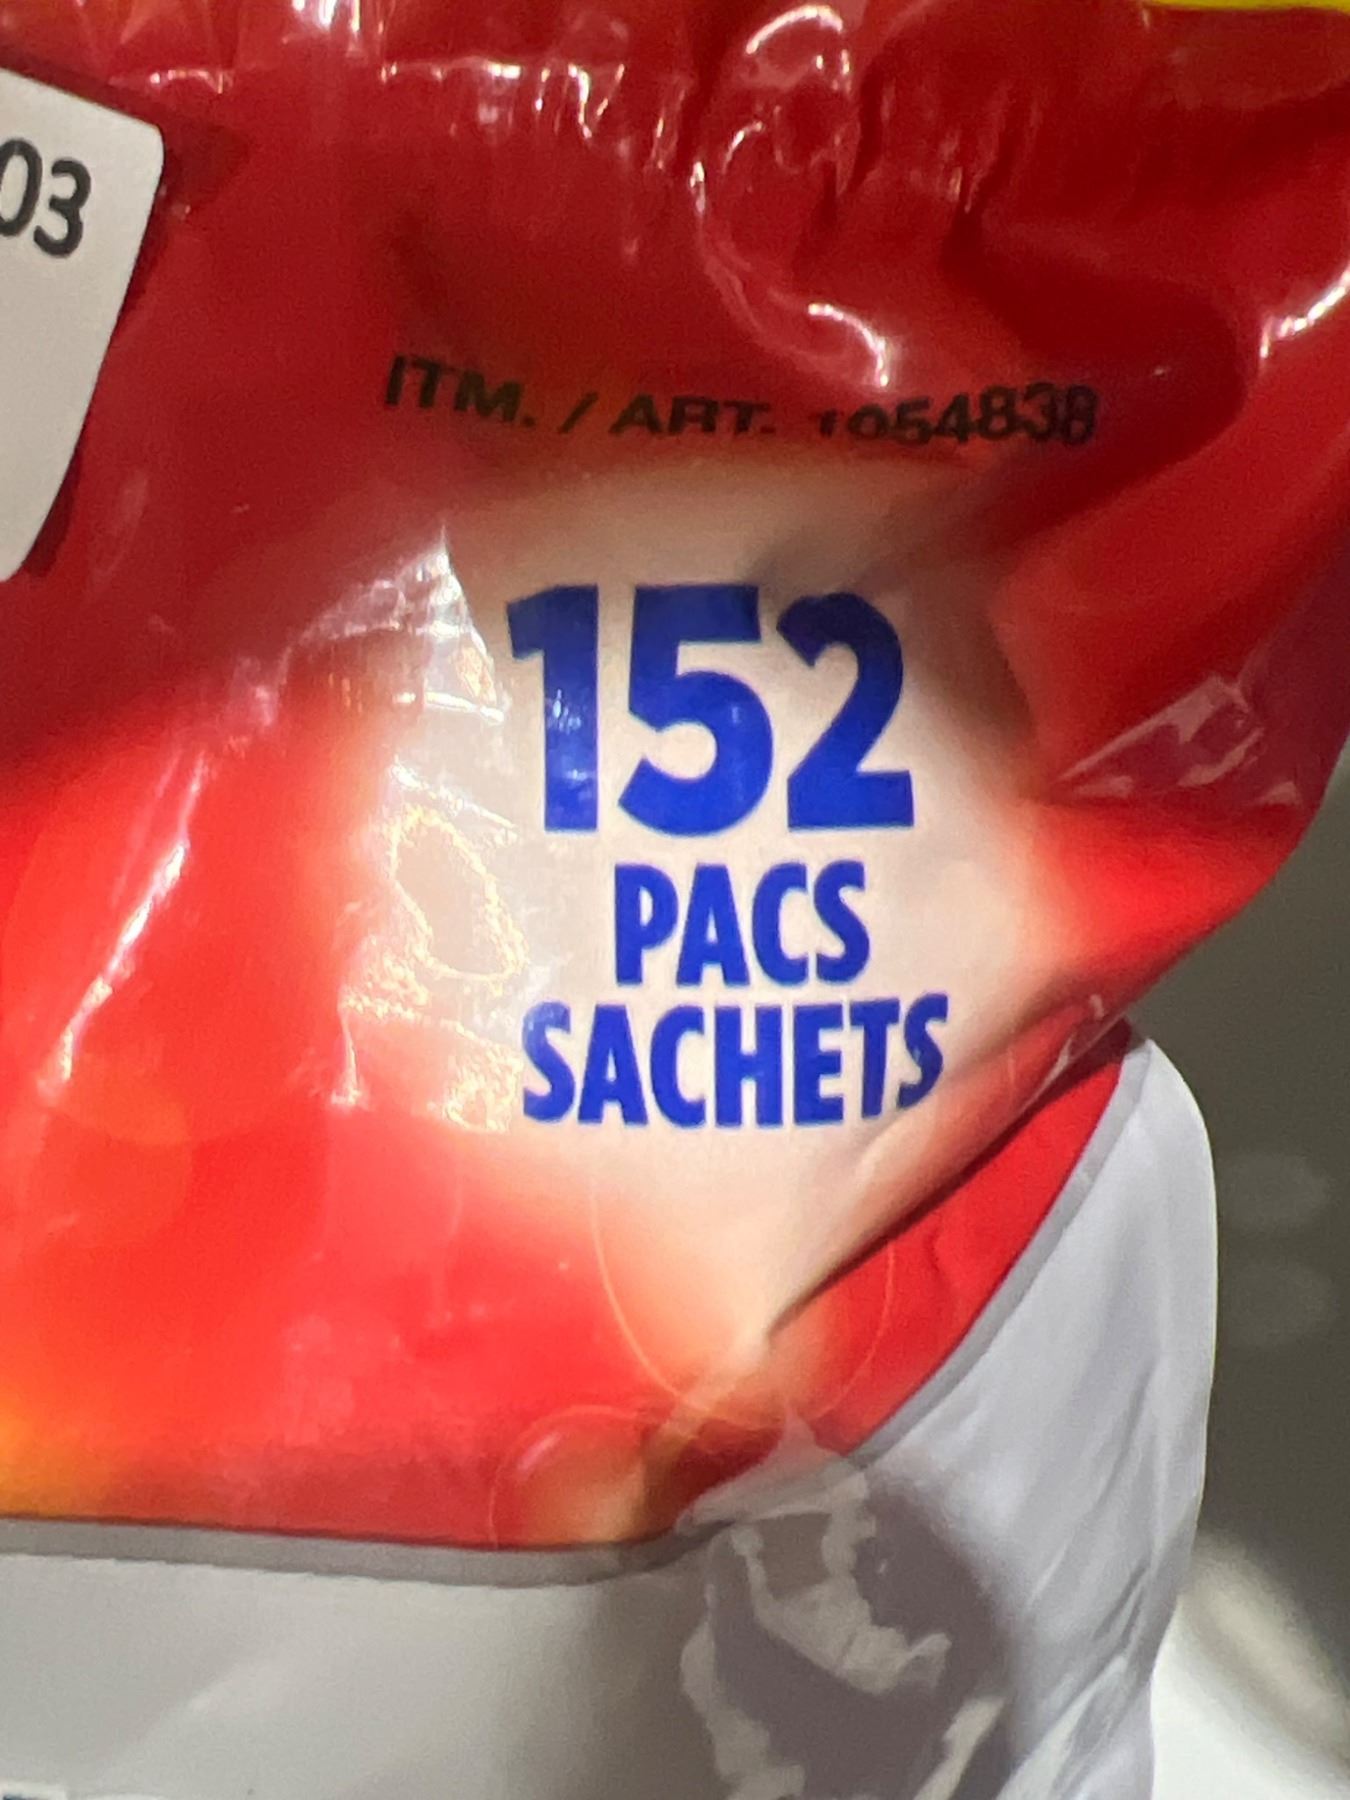 03
ITM. / ART. 1054838
152
PACS
SACHETS